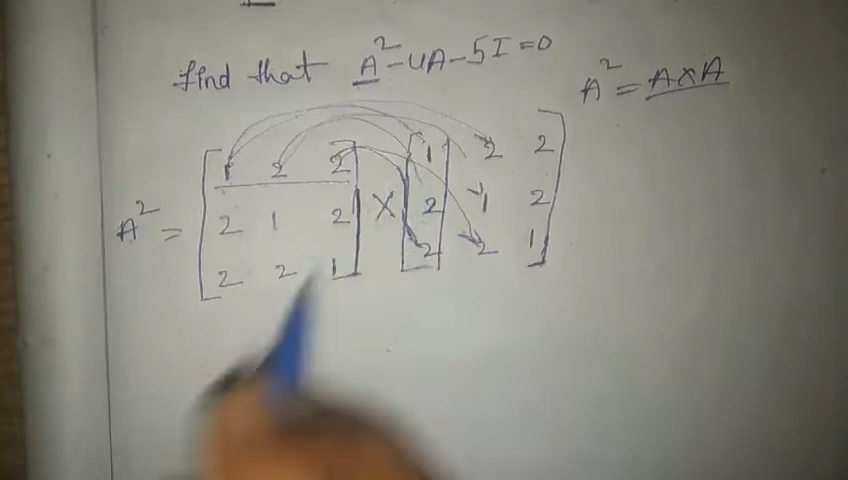 find that A² - 4A - 5I = 0
A² = A × A
A² = [1 2 2 × [1 2 2]
2 1 2 2 1 2
2 2 1] 2 2 1]